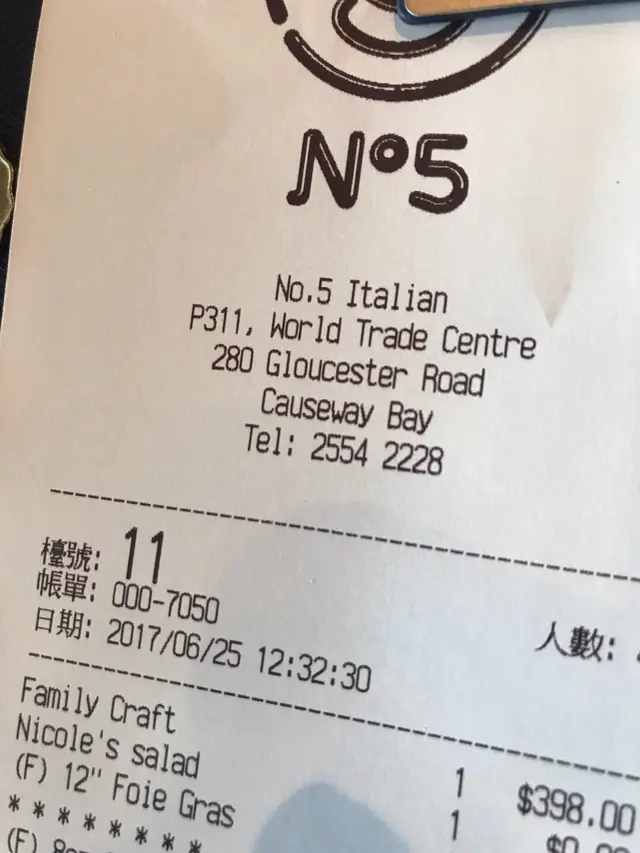 Nº5
No.5 Italian
P311, World Trade Centre
280 Gloucester Road
Causeway Bay
Tel: 2554 2228
檯號: 11
帳單: 000-7050 人數:
日期: 2017/06/25 12:32:30
Family Craft
Nicole's salad 1 $398.00
(F) 12" Foie Gras 1
* * * * * * * *
(F)